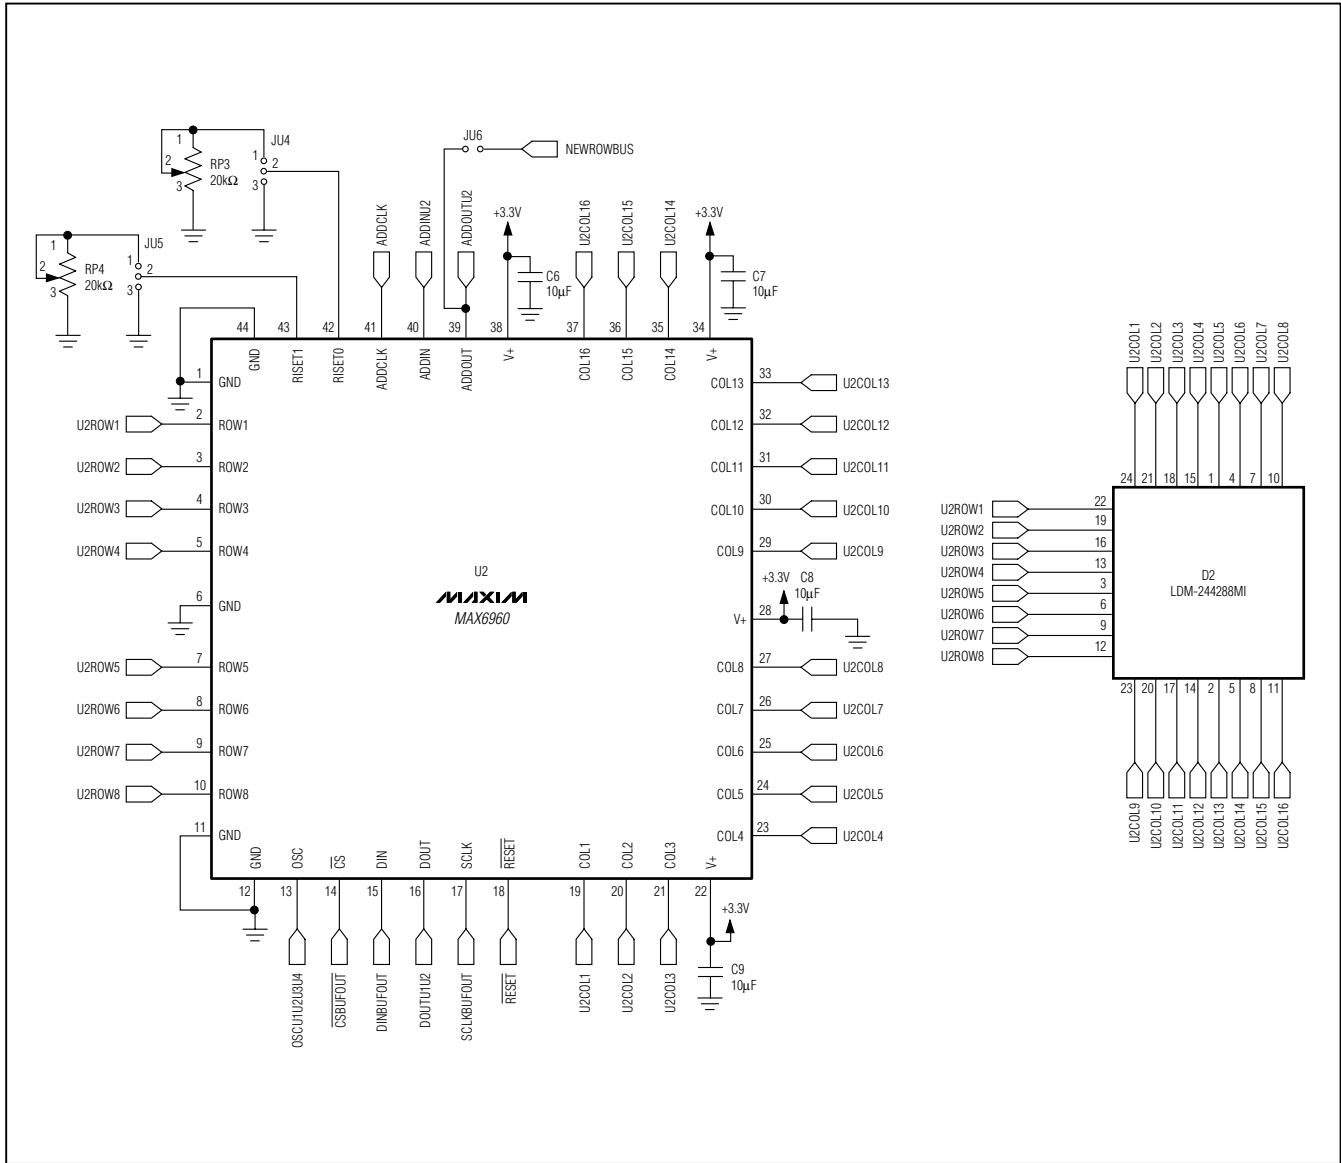 JU4
1
2
3
RP3
20kΩ
1
2
3
JU5
1
2
3
RP4
20kΩ
1
2
3
JU6
NEWROWBUS
ADDCLK
ADDINU2
ADDOUTU2
+3.3V
C6
10µF
U2COL16
U2COL15
U2COL14
+3.3V
C7
10µF
44
43
42
41
40
39
38
37
36
35
34
GND
RISET1
RISET0
ADDCLK
ADDIN
ADDOUT
V+
COL16
COL15
COL14
V+
1 GND
U2ROW1 2 ROW1
U2ROW2 3 ROW2
U2ROW3 4 ROW3
U2ROW4 5 ROW4
6 GND
U2ROW5 7 ROW5
U2ROW6 8 ROW6
U2ROW7 9 ROW7
U2ROW8 10 ROW8
11 GND
U2
MAXIM
MAX6960
COL13 33 U2COL13
COL12 32 U2COL12
COL11 31 U2COL11
COL10 30 U2COL10
COL9 29 U2COL9
+3.3V
C8
10µF
V+ 28
COL8 27 U2COL8
COL7 26 U2COL7
COL6 25 U2COL6
COL5 24 U2COL5
COL4 23 U2COL4
GND
OSC
CS
DIN
DOUT
SCLK
RESET
COL1
COL2
COL3
V+
12
13
14
15
16
17
18
19
20
21
22
OSCU1U2U3U4
CSBUFOUT
DINBUFOUT
DOUTU1U2
SCLKBUFOUT
RESET
U2COL1
U2COL2
U2COL3
+3.3V
C9
10µF
U2COL1
U2COL2
U2COL3
U2COL4
U2COL5
U2COL6
U2COL7
U2COL8
24
21
18
15
1
4
7
10
U2ROW1 22
U2ROW2 19
U2ROW3 16
U2ROW4 13
U2ROW5 3
U2ROW6 6
U2ROW7 9
U2ROW8 12
D2
LDM-244288MI
23
20
17
14
2
5
8
11
U2COL9
U2COL10
U2COL11
U2COL12
U2COL13
U2COL14
U2COL15
U2COL16